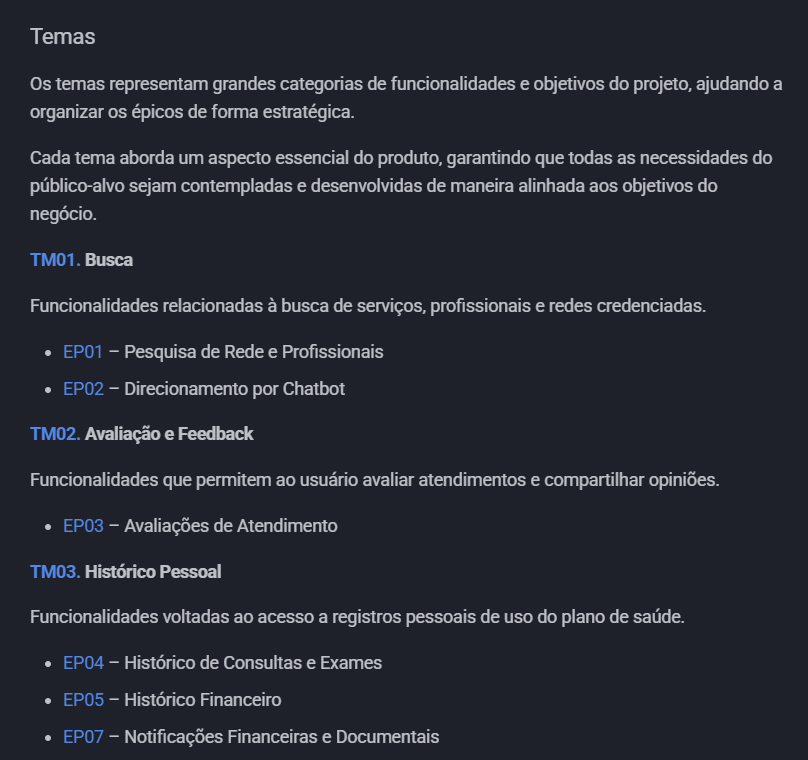 Temas
Os temas representam grandes categorias de funcionalidades e objetivos do projeto, ajudando a
organizar os épicos de forma estratégica.
Cada tema aborda um aspecto essencial do produto, garantindo que todas as necessidades do
público-alvo sejam contempladas e desenvolvidas de maneira alinhada aos objetivos do
negócio.
TM01. Busca
Funcionalidades relacionadas à busca de serviços, profissionais e redes credenciadas.
• EP01 – Pesquisa de Rede e Profissionais
• EP02 – Direcionamento por Chatbot
TM02. Avaliação e Feedback
Funcionalidades que permitem ao usuário avaliar atendimentos e compartilhar opiniões.
• EP03 – Avaliações de Atendimento
TM03. Histórico Pessoal
Funcionalidades voltadas ao acesso a registros pessoais de uso do plano de saúde.
• EP04 – Histórico de Consultas e Exames
• EP05 – Histórico Financeiro
• EP07 – Notificações Financeiras e Documentais